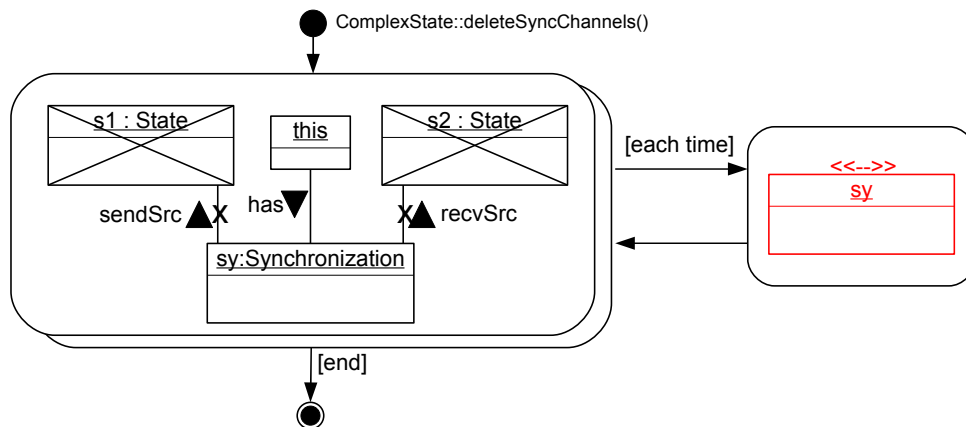 ComplexState::deleteSyncChannels()
s1 : State
this
s2 : State
[each time]
<<-->>
sy
sendSrc
X
has
X
recvSrc
sy:Synchronization
[end]